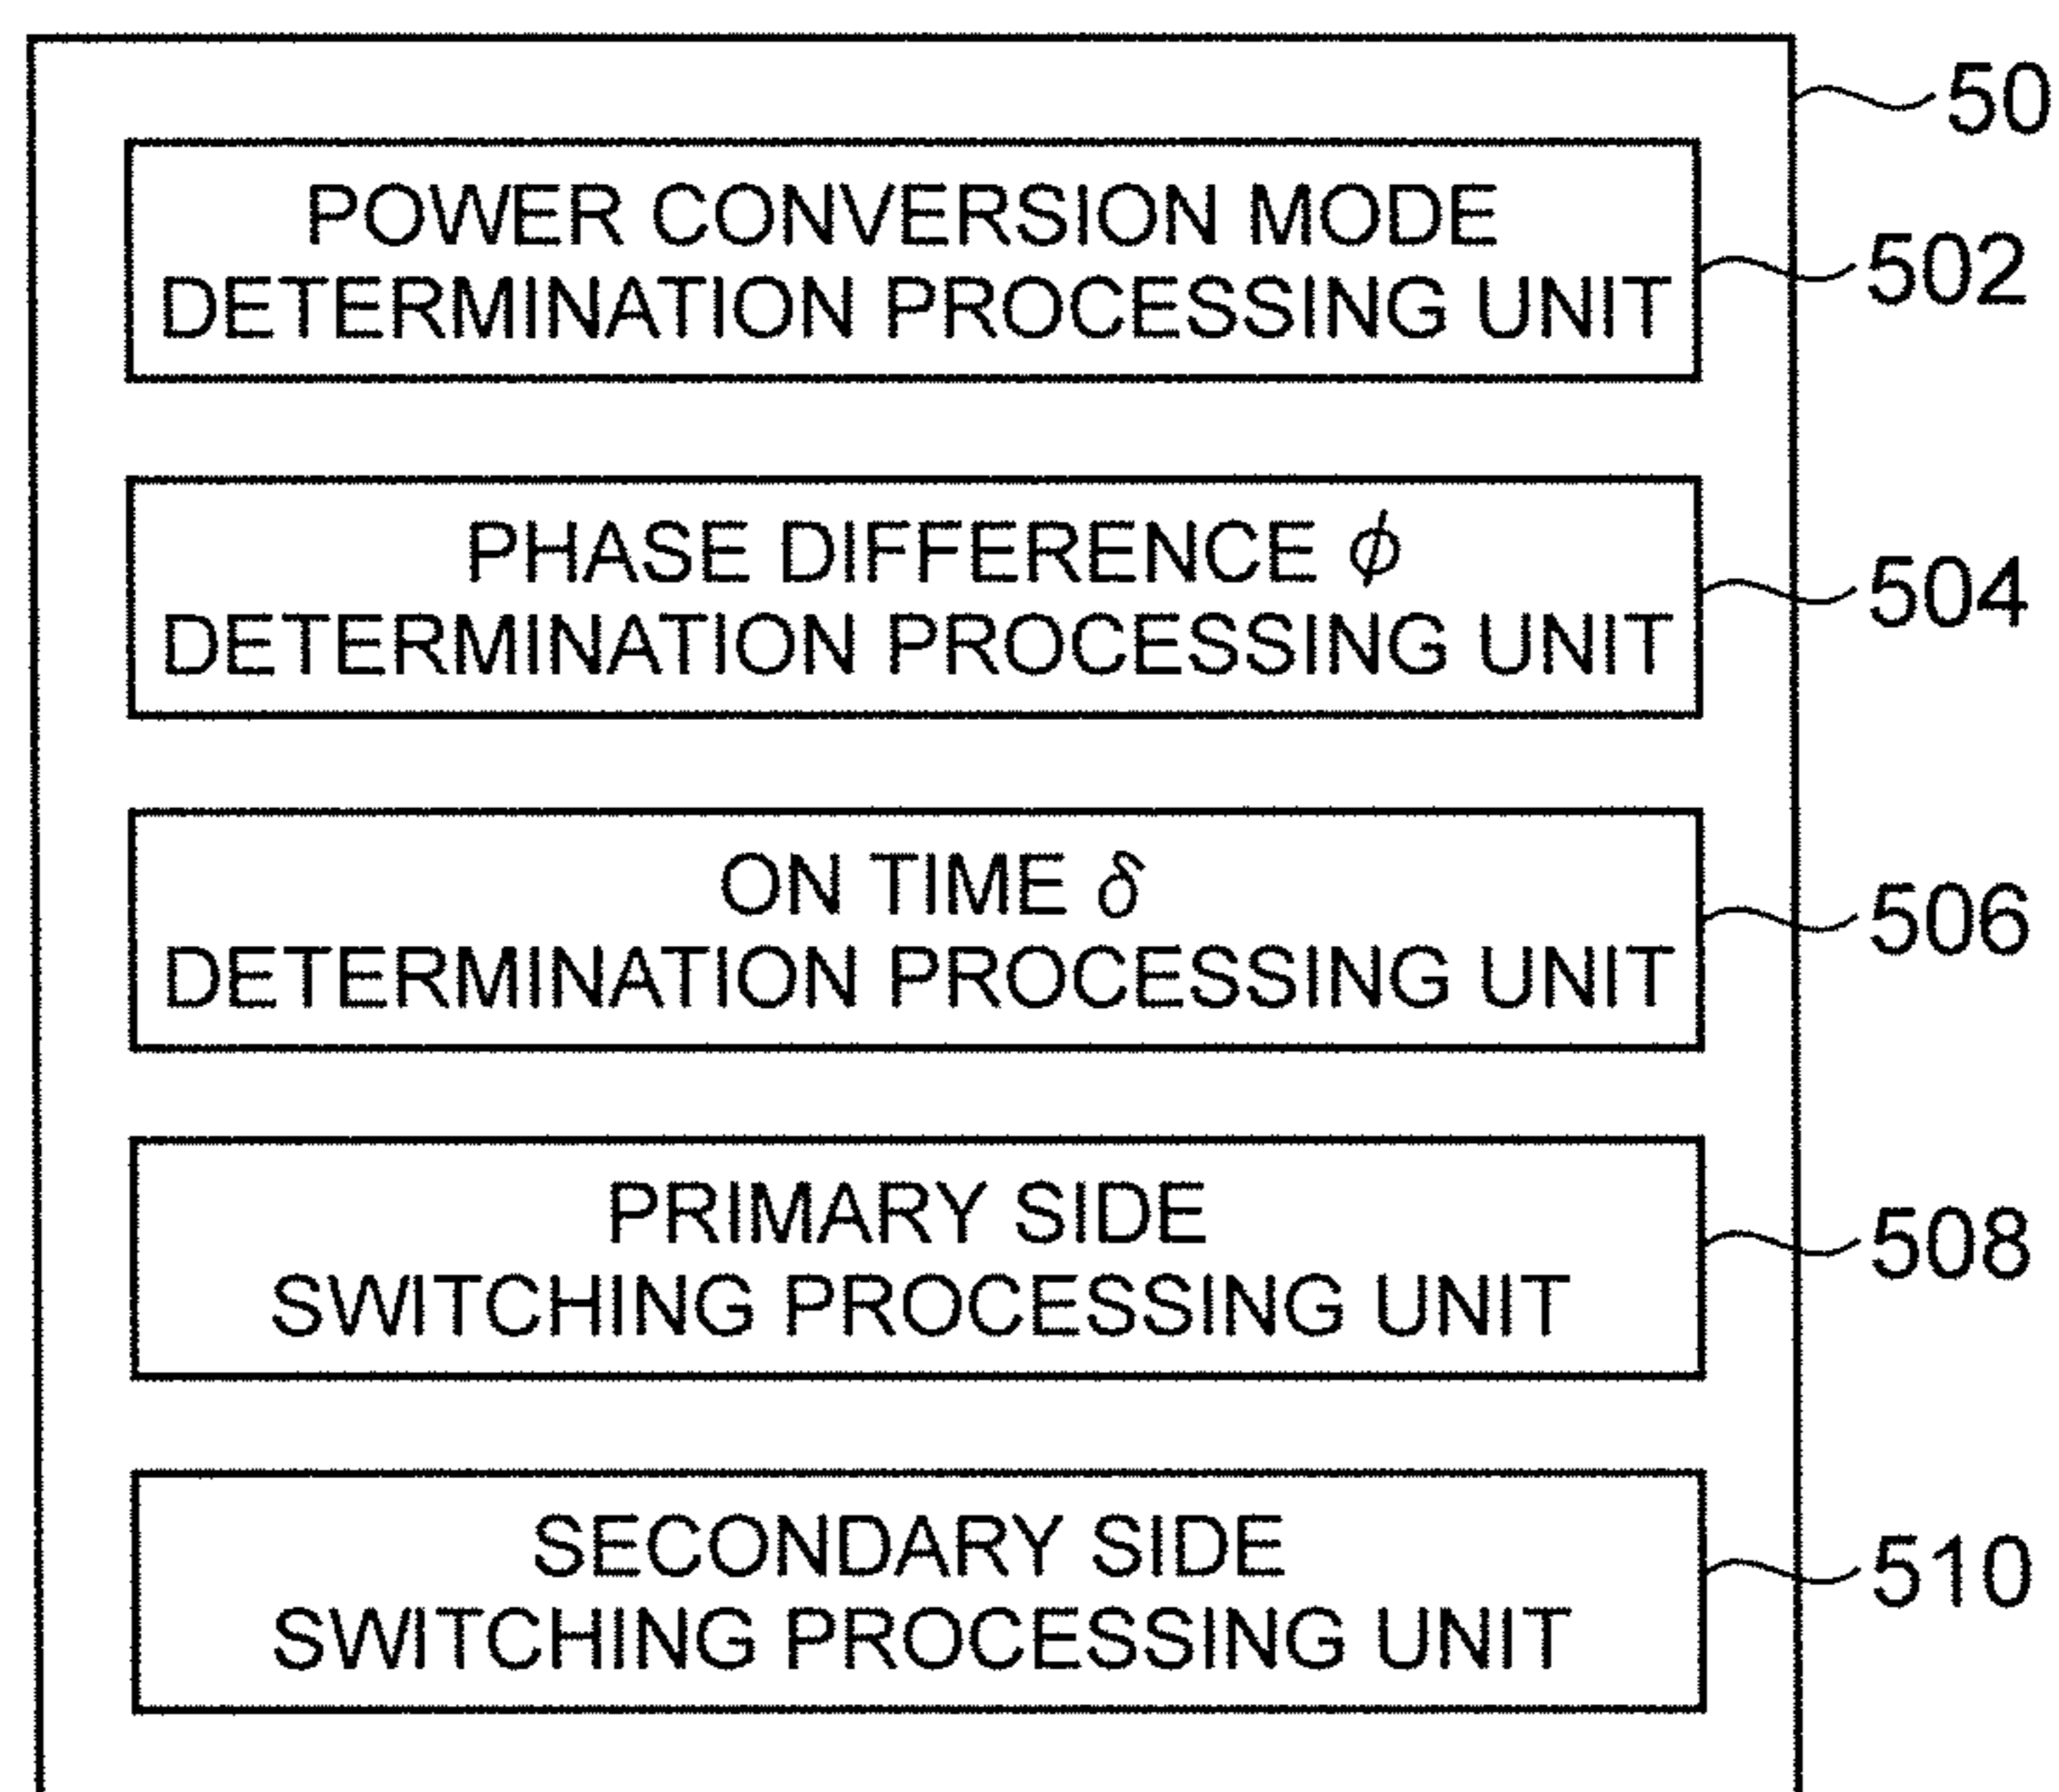 50
POWER CONVERSION MODE
DETERMINATION PROCESSING UNIT
502
PHASE DIFFERENCE ϕ
DETERMINATION PROCESSING UNIT
504
ON TIME δ
DETERMINATION PROCESSING UNIT
506
PRIMARY SIDE
SWITCHING PROCESSING UNIT
508
SECONDARY SIDE
SWITCHING PROCESSING UNIT
510